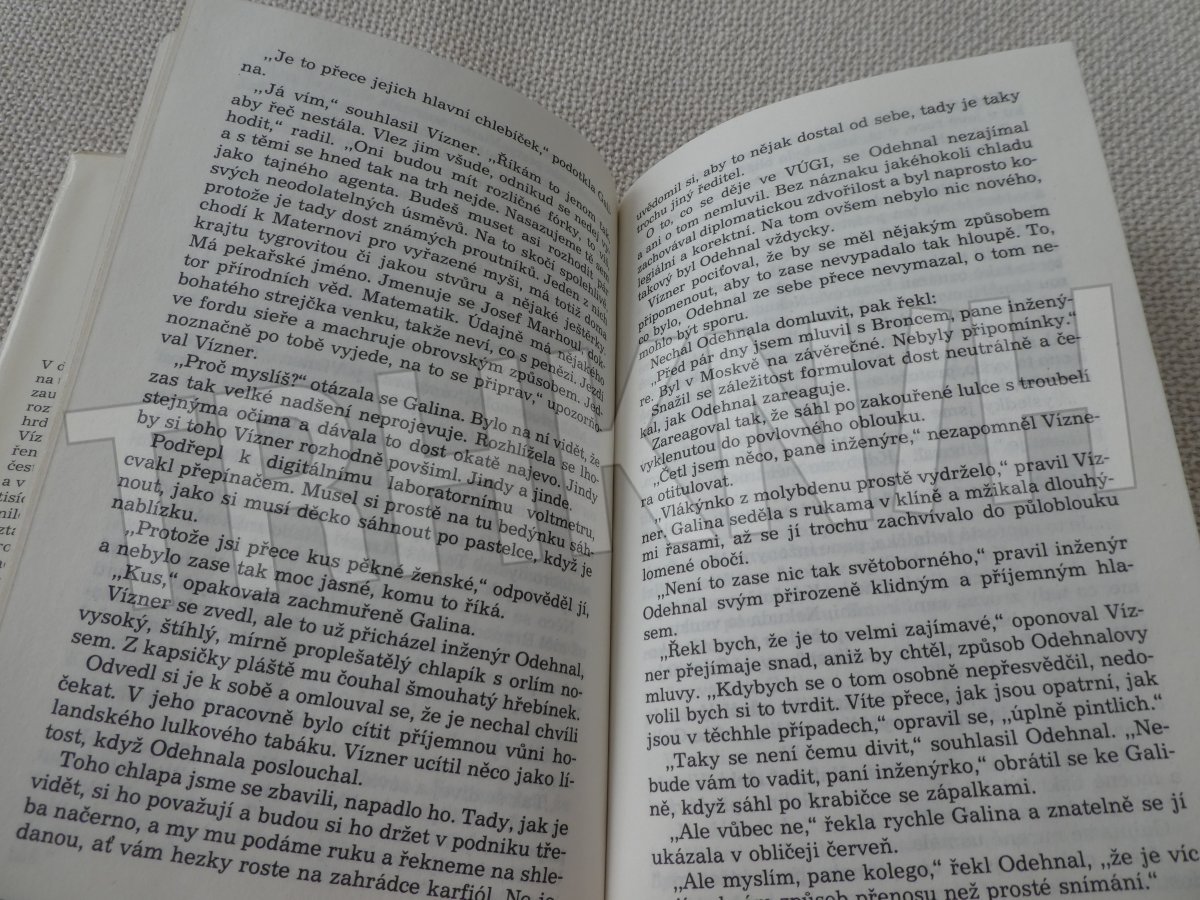 „Je to přece jejich hlavní chlebíček,“ podotkla Gali-
na.
„Já vím,“ souhlasil Vízner. „Říkám to jenom tak,
aby řeč nestála. Vlez jim všude, odnikud se nedej vy-
hodit,“ radil. „Oni budou mít rozličné fórky, to víš,
a s těmi se hned tak na trh nejde. Nasazujeme tě sem
jako tajného agenta. Budeš muset asi rozhodit pár
svých neodolatelných úsměvů. Na to skočí spolehlivě,
protože je tady dost známých proutníků. Jeden z nich
chodí k Maternovi pro vyřazené myši, má totiž doma
krajtu tygrovitou či jakou stvůru a nějaké ještěrky.
Má pekařské jméno. Jmenuje se Josef Marhoul, dok-
tor přírodních věd. Matematik. Údajně má nějakého
bohatého strejčka venku, takže neví, co s penězi. Jezdí
ve fordu sieře a machruje obrovským způsobem. Jed-
noznačně po tobě vyjede, na to se připrav,“ upozorňo-
val Vízner.
„Proč myslíš?“ otázala se Galina. Bylo na ní vidět, že
zas tak velké nadšení neprojevuje. Rozhlížela se lho-
stejnýma očima a dávala to dost okatě najevo. Jindy
by si toho Vízner rozhodně povšiml. Jindy a jinde.
Podřepl k digitálnímu laboratornímu voltmetru,
cvakl přepínačem. Musel si prostě na tu bedýnku sáh-
nout, jako si musí děcko sáhnout po pastelce, když je
nablízku.
„Protože jsi přece kus pěkné ženské,“ odpověděl jí,
a nebylo zase tak moc jasné, komu to říká.
„Kus,“ opakovala zachmuřeně Galina.
Vízner se zvedl, ale to už přicházel inženýr Odehnal,
vysoký, štíhlý, mírně proplešatělý chlapík s orlím no-
sem. Z kapsičky pláště mu čouhal šmouhatý hřebínek.
Odvedl si je k sobě a omlouval se, že je nechal chvíli
čekat. V jeho pracovně bylo cítit příjemnou vůni ho-
landského lulkového tabáku. Vízner ucítil něco jako lí-
tost, když Odehnala poslouchal.
Toho chlapa jsme se zbavili, napadlo ho. Tady, jak je
vidět, si ho považují a budou si ho držet v podniku tře-
ba načerno, a my mu podáme ruku a řekneme na shle-
danou, ať vám hezky roste na zahrádce karfiól. No je-
uvědomil si, aby to nějak dostal od sebe, tady je taky
trochu jiný ředitel.
O to, co se děje ve VÚGI, se Odehnal nezajímal
a ani o tom nemluvil. Bez náznaku jakéhokoli chladu
zachovával diplomatickou zdvořilost a byl naprosto ko-
legiální a korektní. Na tom ovšem nebylo nic nového,
takový byl Odehnal vždycky.
Vízner pociťoval, že by se měl nějakým způsobem
připomenout, aby to zase nevypadalo tak hloupě. To,
co bylo, Odehnal ze sebe přece nevymazal, o tom ne-
mohlo být sporu.
Nechal Odehnala domluvit, pak řekl:
„Před pár dny jsem mluvil s Broncem, pane inžený-
re. Byl v Moskvě na závěrečné. Nebyly připomínky.“
Snažil se záležitost formulovat dost neutrálně a če-
kal, jak Odehnal zareaguje.
Zareagoval tak, že sáhl po zakouřené lulce s troubelí
vyklenutou do povlovného oblouku.
„Četl jsem něco, pane inženýre,“ nezapomněl Vízne-
ra otitulovat.
„Vlákýnko z molybdenu prostě vydrželo,“ pravil Víz-
ner. Galina seděla s rukama v klíně a mžikala dlouhý-
mi řasami, až se jí trochu zachvívalo do půloblouku
lomené obočí.
„Není to zase nic tak světoborného,“ pravil inženýr
Odehnal svým přirozeně klidným a příjemným hla-
sem.
„Řekl bych, že je to velmi zajímavé,“ oponoval Víz-
ner přejímaje snad, aniž by chtěl, způsob Odehnalovy
mluvy. „Kdybych se o tom osobně nepřesvědčil, nedo-
volil bych si to tvrdit. Víte přece, jak jsou opatrní, jak
jsou v těchhle případech,“ opravil se, „úplně pintlich.“
„Taky se není čemu divit,“ souhlasil Odehnal. „Ne-
bude vám to vadit, paní inženýrko,“ obrátil se ke Gali-
ně, když sáhl po krabičce se zápalkami.
„Ale vůbec ne,“ řekla rychle Galina a znatelně se jí
ukázala v obličeji červeň.
„Ale myslím, pane kolego,“ řekl Odehnal, „že je víc
způsob přenosu než prosté snímání.“
TRHKNIH